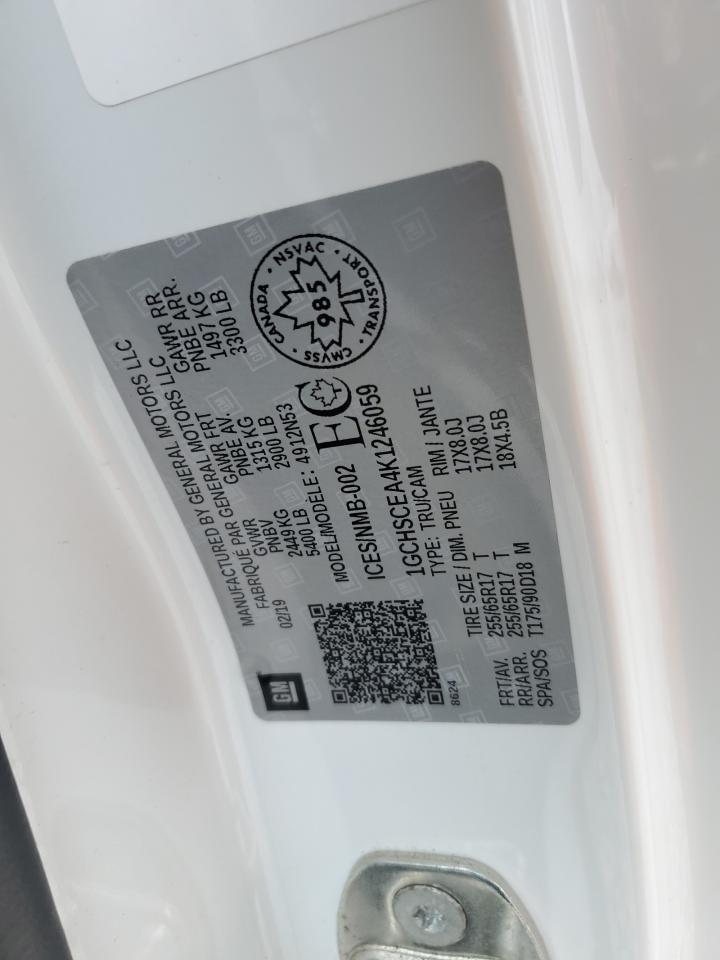 GM
MANUFACTURED BY GENERAL MOTORS LLC
FABRIQUÉ PAR GENERAL MOTORS LLC
02/19
GVWR
PNBV
2449 KG
5400 LB
GAWR FRT
PNBE AV.
1315 KG
2900 LB
GAWR RR
PNBE ARR.
1497 KG
3300 LB
MODEL/MODÈLE: 4912N53
ICES/NMB-002
EC
CANADA · NSVAC · TRANSPORT · CMVSS ·
985
1GCHSCEA4K1246059
TYPE: TRU/CAM
8624
TIRE SIZE / DIM. PNEU RIM / JANTE
FRT/AV. 255/65R17 T 17X8.0J
RR/ARR. 255/65R17 T 17X8.0J
SPA/SOS T175/90D18 M 18X4.5B